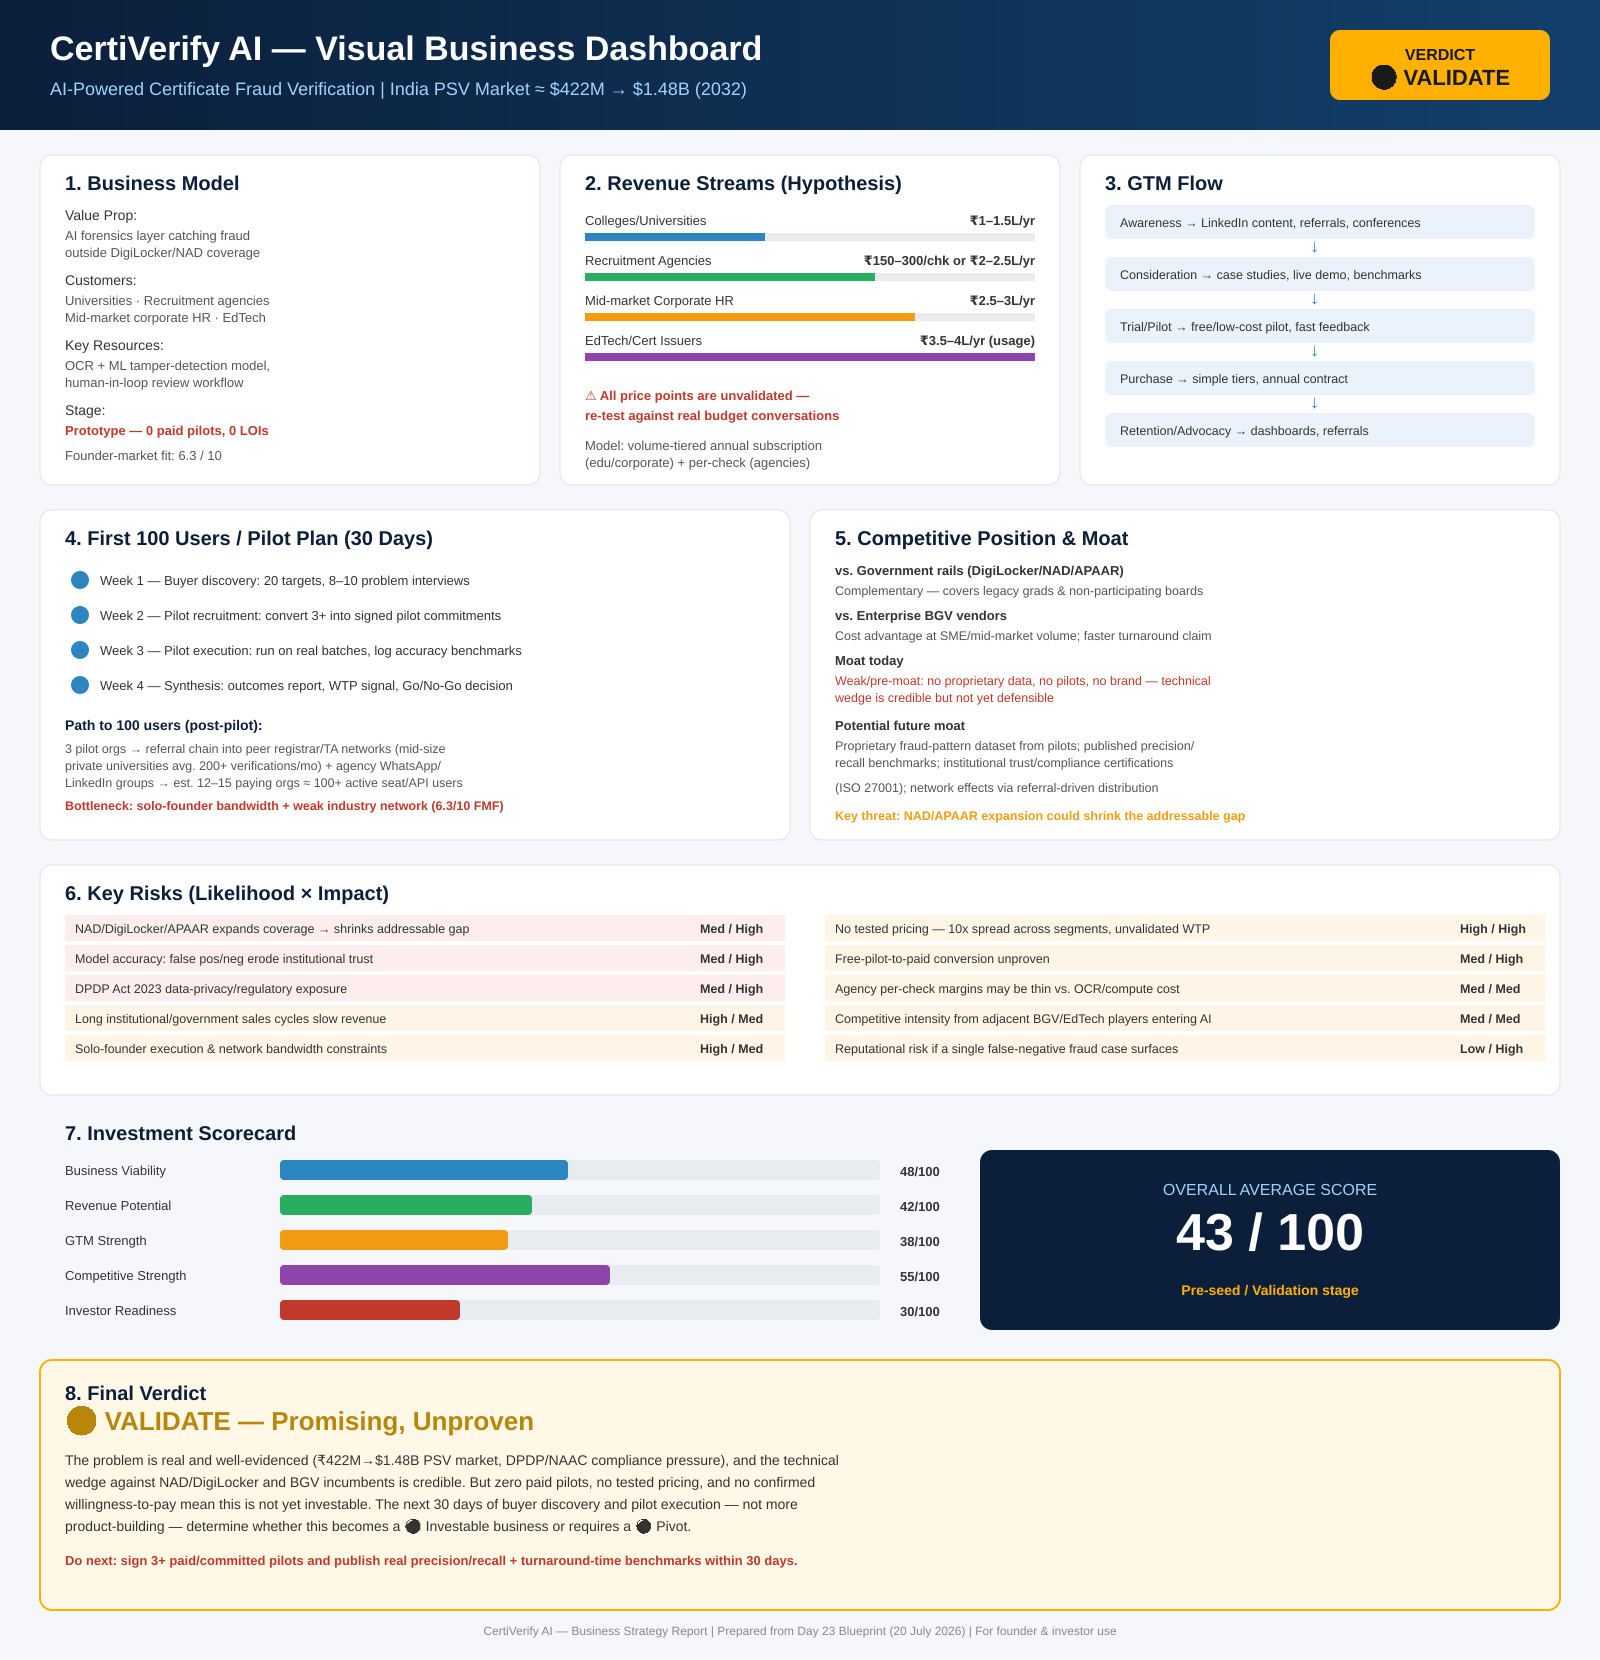 CertiVerify AI — Visual Business Dashboard
AI-Powered Certificate Fraud Verification | India PSV Market ≈ $422M → $1.48B (2032)
VERDICT
VALIDATE
1. Business Model
Value Prop:
AI forensics layer catching fraud
outside DigiLocker/NAD coverage
Customers:
Universities · Recruitment agencies
Mid-market corporate HR · EdTech
Key Resources:
OCR + ML tamper-detection model,
human-in-loop review workflow
Stage:
Prototype — 0 paid pilots, 0 LOIs
Founder-market fit: 6.3 / 10
2. Revenue Streams (Hypothesis)
Colleges/Universities ₹1–1.5L/yr
Recruitment Agencies ₹150–300/chk or ₹2–2.5L/yr
Mid-market Corporate HR ₹2.5–3L/yr
EdTech/Cert Issuers ₹3.5–4L/yr (usage)
⚠ All price points are unvalidated —
re-test against real budget conversations
Model: volume-tiered annual subscription
(edu/corporate) + per-check (agencies)
3. GTM Flow
Awareness → LinkedIn content, referrals, conferences
↓
Consideration → case studies, live demo, benchmarks
↓
Trial/Pilot → free/low-cost pilot, fast feedback
↓
Purchase → simple tiers, annual contract
↓
Retention/Advocacy → dashboards, referrals
4. First 100 Users / Pilot Plan (30 Days)
Week 1 — Buyer discovery: 20 targets, 8–10 problem interviews
Week 2 — Pilot recruitment: convert 3+ into signed pilot commitments
Week 3 — Pilot execution: run on real batches, log accuracy benchmarks
Week 4 — Synthesis: outcomes report, WTP signal, Go/No-Go decision
Path to 100 users (post-pilot):
3 pilot orgs → referral chain into peer registrar/TA networks (mid-size
private universities avg. 200+ verifications/mo) + agency WhatsApp/
LinkedIn groups → est. 12–15 paying orgs ≈ 100+ active seat/API users
Bottleneck: solo-founder bandwidth + weak industry network (6.3/10 FMF)
5. Competitive Position & Moat
vs. Government rails (DigiLocker/NAD/APAAR)
Complementary — covers legacy grads & non-participating boards
vs. Enterprise BGV vendors
Cost advantage at SME/mid-market volume; faster turnaround claim
Moat today
Weak/pre-moat: no proprietary data, no pilots, no brand — technical
wedge is credible but not yet defensible
Potential future moat
Proprietary fraud-pattern dataset from pilots; published precision/
recall benchmarks; institutional trust/compliance certifications
(ISO 27001); network effects via referral-driven distribution
Key threat: NAD/APAAR expansion could shrink the addressable gap
6. Key Risks (Likelihood × Impact)
NAD/DigiLocker/APAAR expands coverage → shrinks addressable gap Med / High
Model accuracy: false pos/neg erode institutional trust Med / High
DPDP Act 2023 data-privacy/regulatory exposure Med / High
Long institutional/government sales cycles slow revenue High / Med
Solo-founder execution & network bandwidth constraints High / Med
No tested pricing — 10x spread across segments, unvalidated WTP High / High
Free-pilot-to-paid conversion unproven Med / High
Agency per-check margins may be thin vs. OCR/compute cost Med / Med
Competitive intensity from adjacent BGV/EdTech players entering AI Med / Med
Reputational risk if a single false-negative fraud case surfaces Low / High
7. Investment Scorecard
Business Viability 48/100
Revenue Potential 42/100
GTM Strength 38/100
Competitive Strength 55/100
Investor Readiness 30/100
OVERALL AVERAGE SCORE
43 / 100
Pre-seed / Validation stage
8. Final Verdict
VALIDATE — Promising, Unproven
The problem is real and well-evidenced (₹422M→$1.48B PSV market, DPDP/NAAC compliance pressure), and the technical
wedge against NAD/DigiLocker and BGV incumbents is credible. But zero paid pilots, no tested pricing, and no confirmed
willingness-to-pay mean this is not yet investable. The next 30 days of buyer discovery and pilot execution — not more
product-building — determine whether this becomes a Investable business or requires a Pivot.
Do next: sign 3+ paid/committed pilots and publish real precision/recall + turnaround-time benchmarks within 30 days.
CertiVerify AI — Business Strategy Report | Prepared from Day 23 Blueprint (20 July 2026) | For founder & investor use